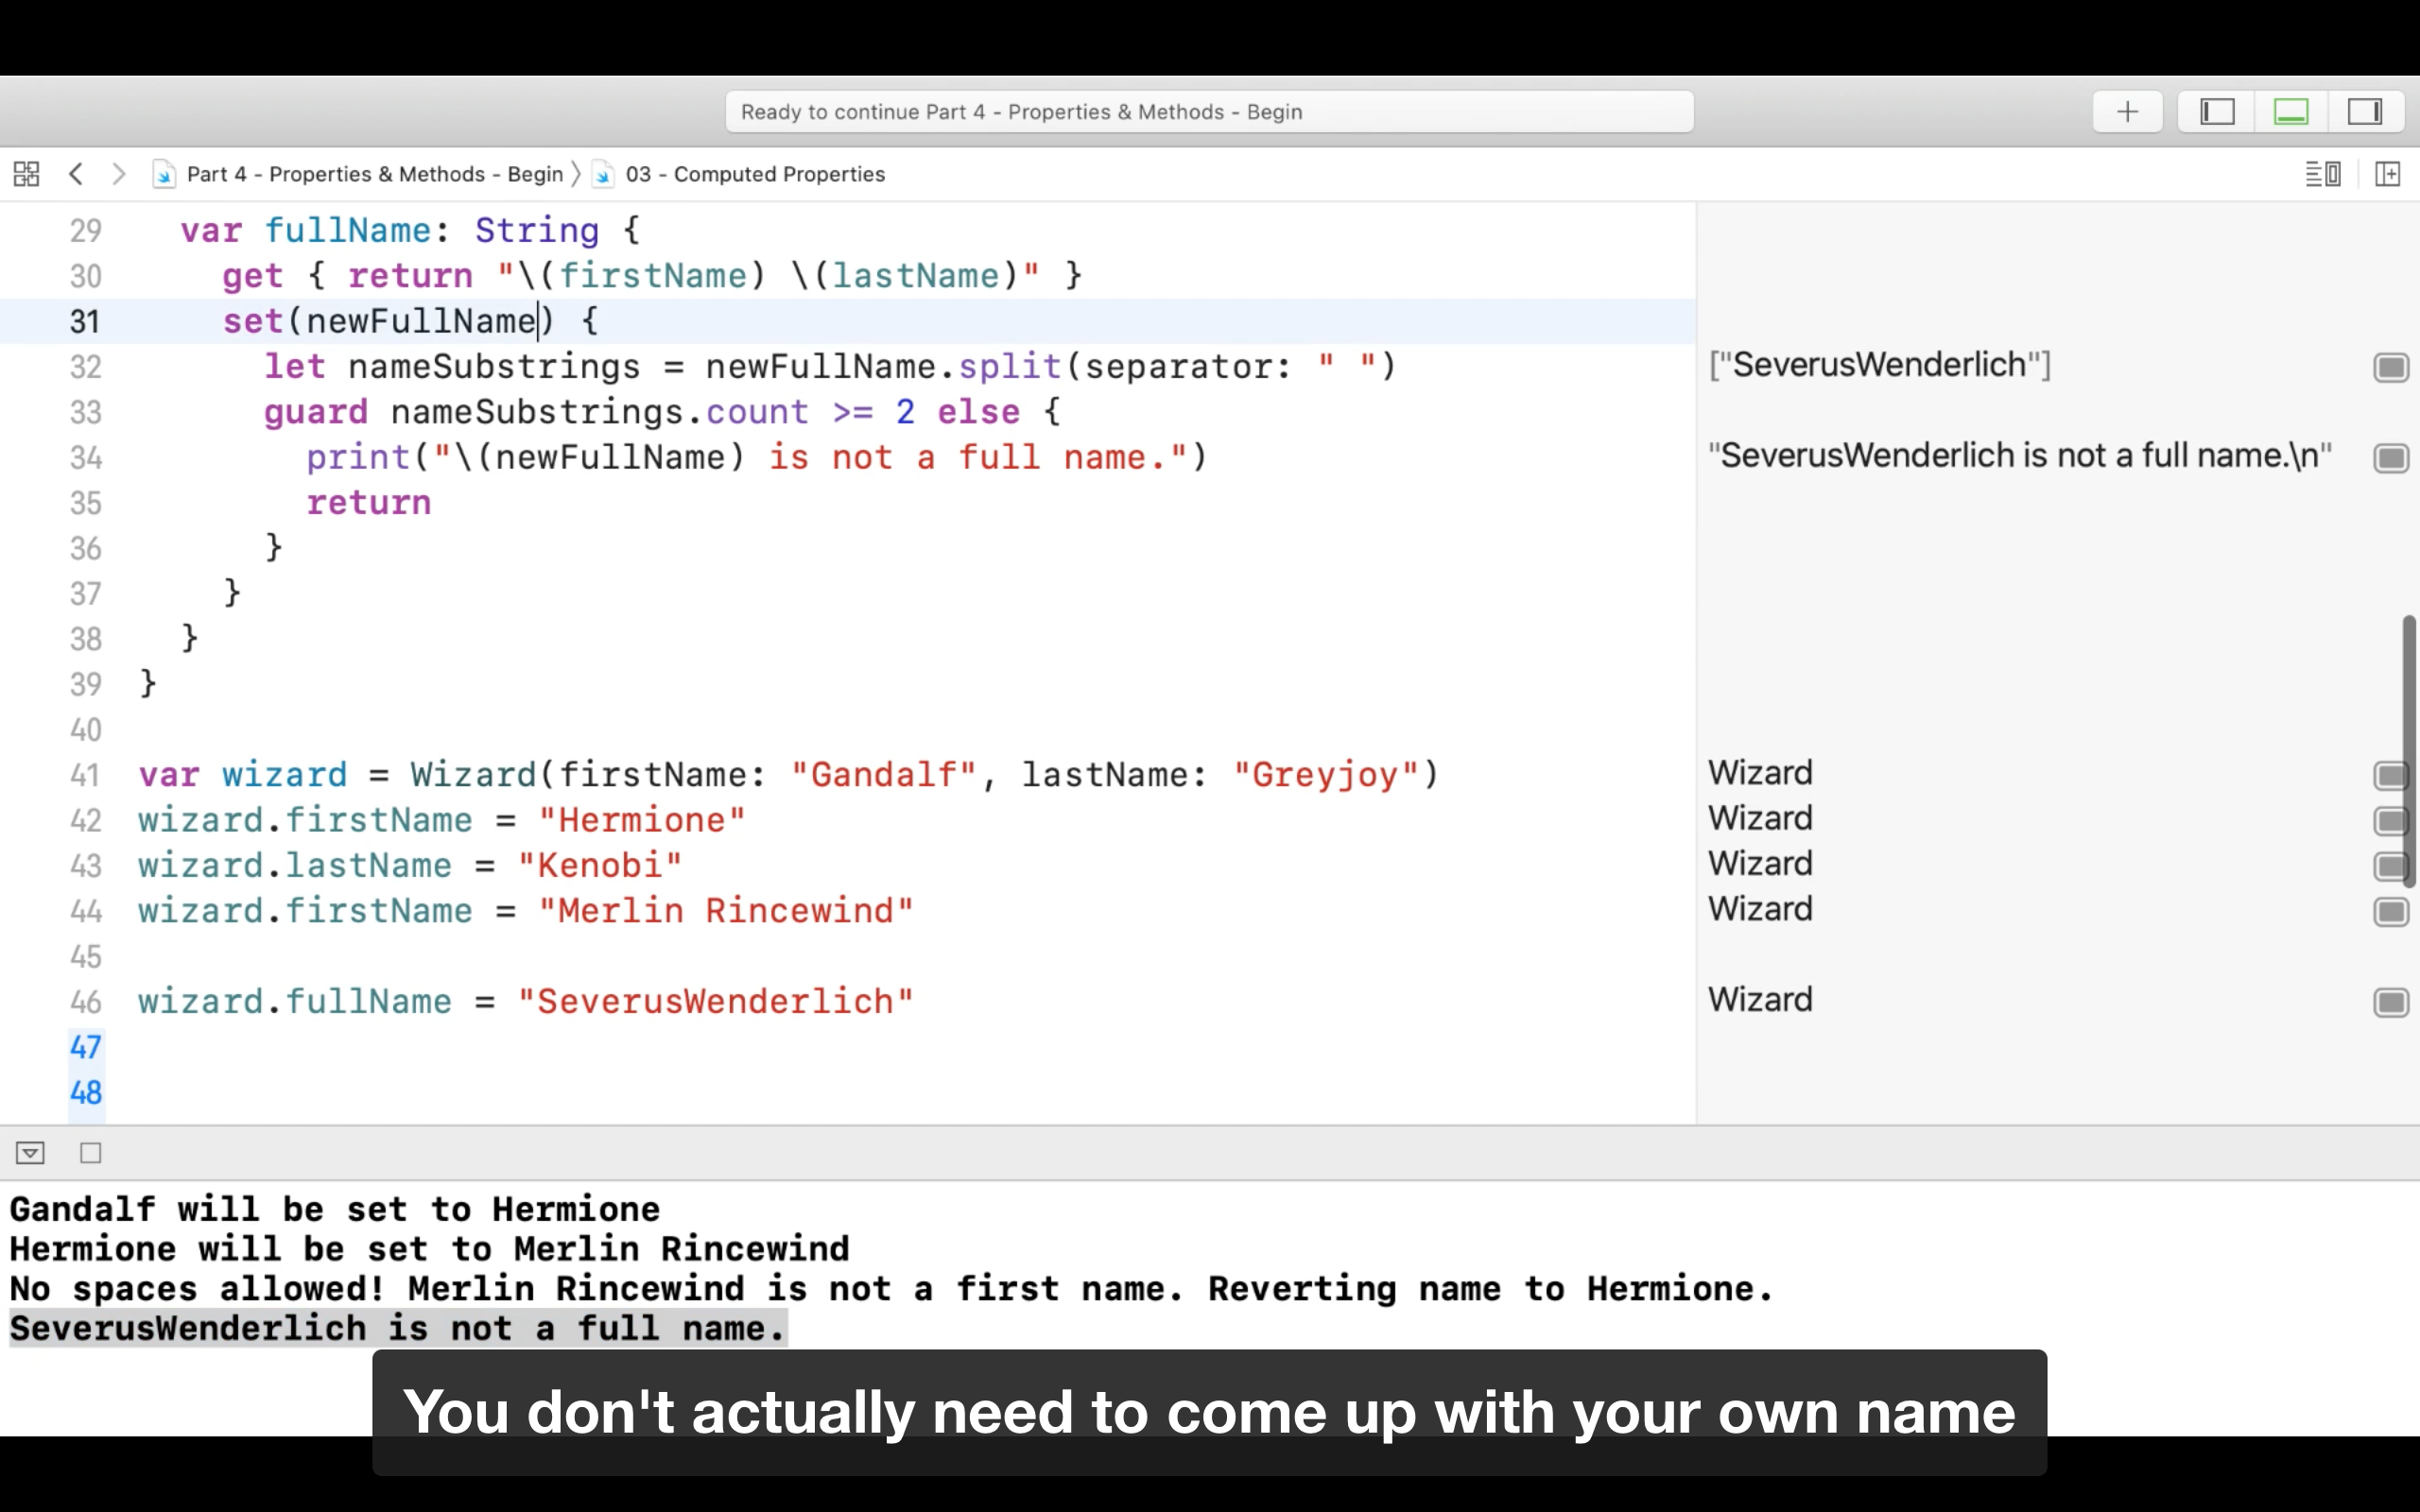 Ready to continue Part 4 - Properties & Methods - Begin
Part 4 - Properties & Methods - Begin 〉 03 - Computed Properties
29 var fullName: String {
30 get { return "\(firstName) \(lastName)" }
31 set(newFullName) {
32 let nameSubstrings = newFullName.split(separator: " ") ["SeverusWenderlich"]
33 guard nameSubstrings.count >= 2 else {
34 print("\(newFullName) is not a full name.") "SeverusWenderlich is not a full name.\n"
35 return
36 }
37 }
38 }
39 }
40
41 var wizard = Wizard(firstName: "Gandalf", lastName: "Greyjoy") Wizard
42 wizard.firstName = "Hermione" Wizard
43 wizard.lastName = "Kenobi" Wizard
44 wizard.firstName = "Merlin Rincewind" Wizard
45
46 wizard.fullName = "SeverusWenderlich" Wizard
47
48
Gandalf will be set to Hermione
Hermione will be set to Merlin Rincewind
No spaces allowed! Merlin Rincewind is not a first name. Reverting name to Hermione.
SeverusWenderlich is not a full name.
You don't actually need to come up with your own name